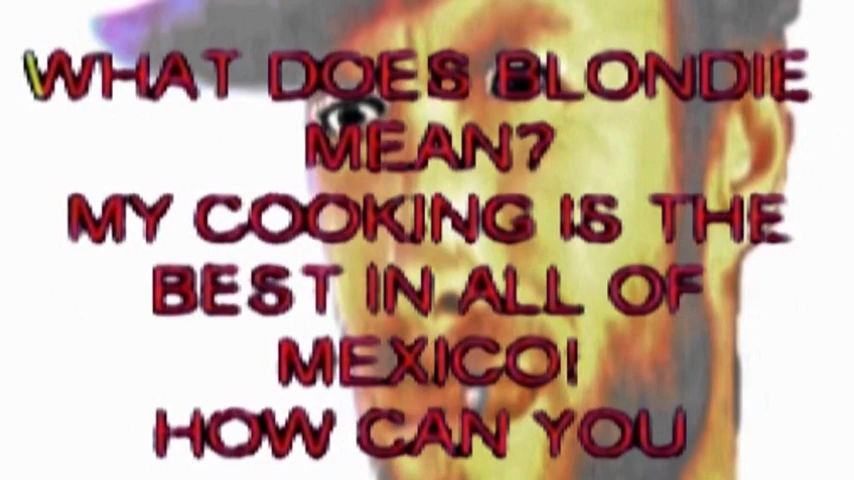 WHAT DOES BLONDIE
MEAN?
MY COOKING IS THE
BEST IN ALL OF
MEXICO!
HOW CAN YOU